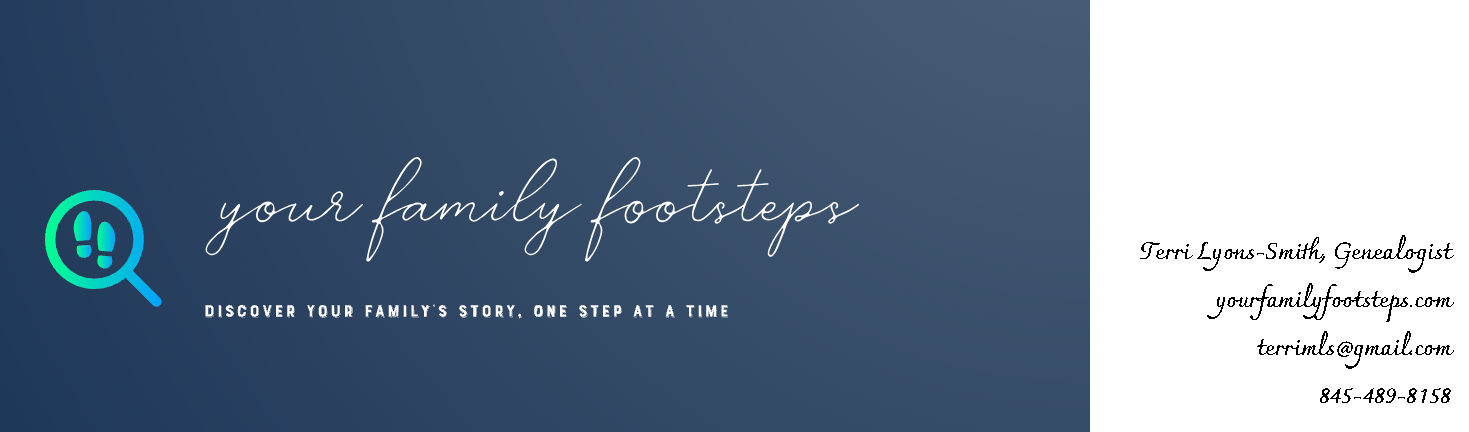 your family footsteps
DISCOVER YOUR FAMILY'S STORY, ONE STEP AT A TIME
Terri Lyons-Smith, Genealogist
yourfamilyfootsteps.com
terrimls@gmail.com
845-489-8158